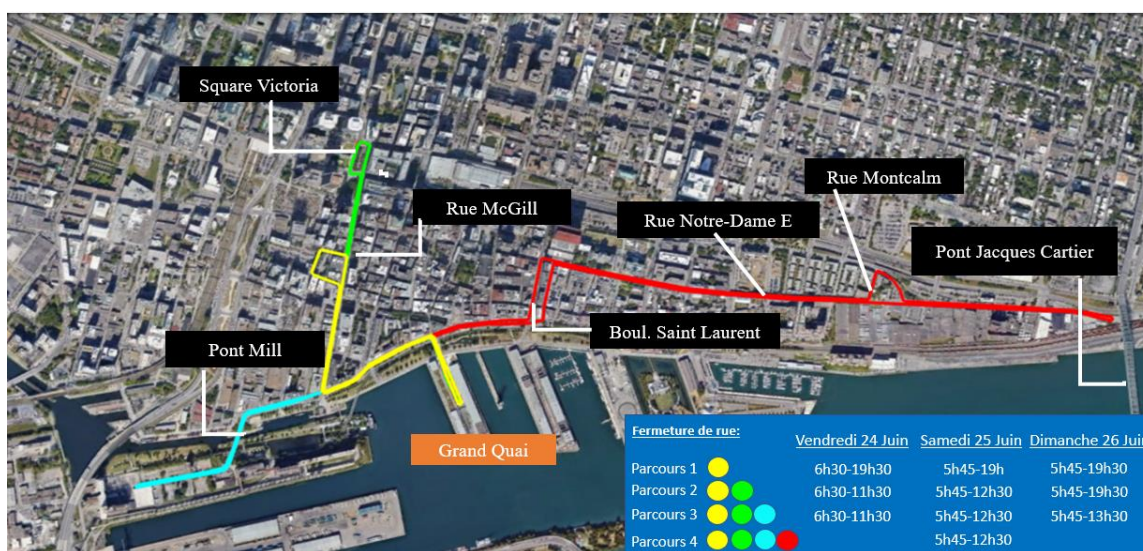 Square Victoria
Rue McGill
Rue Montcalm
Rue Notre-Dame E
Pont Jacques Cartier
Boul. Saint Laurent
Pont Mill
Grand Quai
Fermeture de rue: Vendredi 24 Juin Samedi 25 Juin Dimanche 26 Juin
Parcours 1 6h30-19h30 5h45-19h 5h45-19h30
Parcours 2 6h30-11h30 5h45-12h30 5h45-19h30
Parcours 3 6h30-11h30 5h45-12h30 5h45-13h30
Parcours 4 5h45-12h30